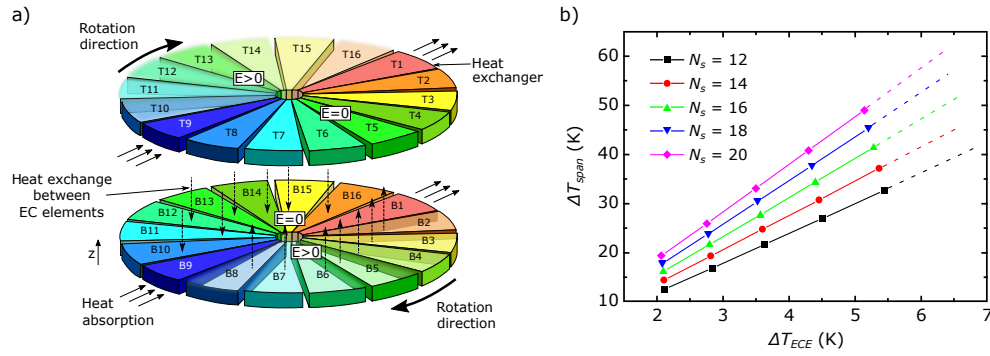 a)
Rotation
direction
T1
T2
T3
T4
T5
T6
T7
T8
T9
T10
T11
T12
T13
T14
T15
T16
E>0
E=0
Heat
exchanger
Heat exchange
between
EC elements
B1
B2
B3
B4
B5
B6
B7
B8
B9
B10
B11
B12
B13
B14
B15
B16
E=0
E>0
z
Heat
absorption
Rotation
direction
b)
ΔT_span (K)
60
50
40
30
20
10
N_s = 12
N_s = 14
N_s = 16
N_s = 18
N_s = 20
2 3 4 5 6 7
ΔT_ECE (K)